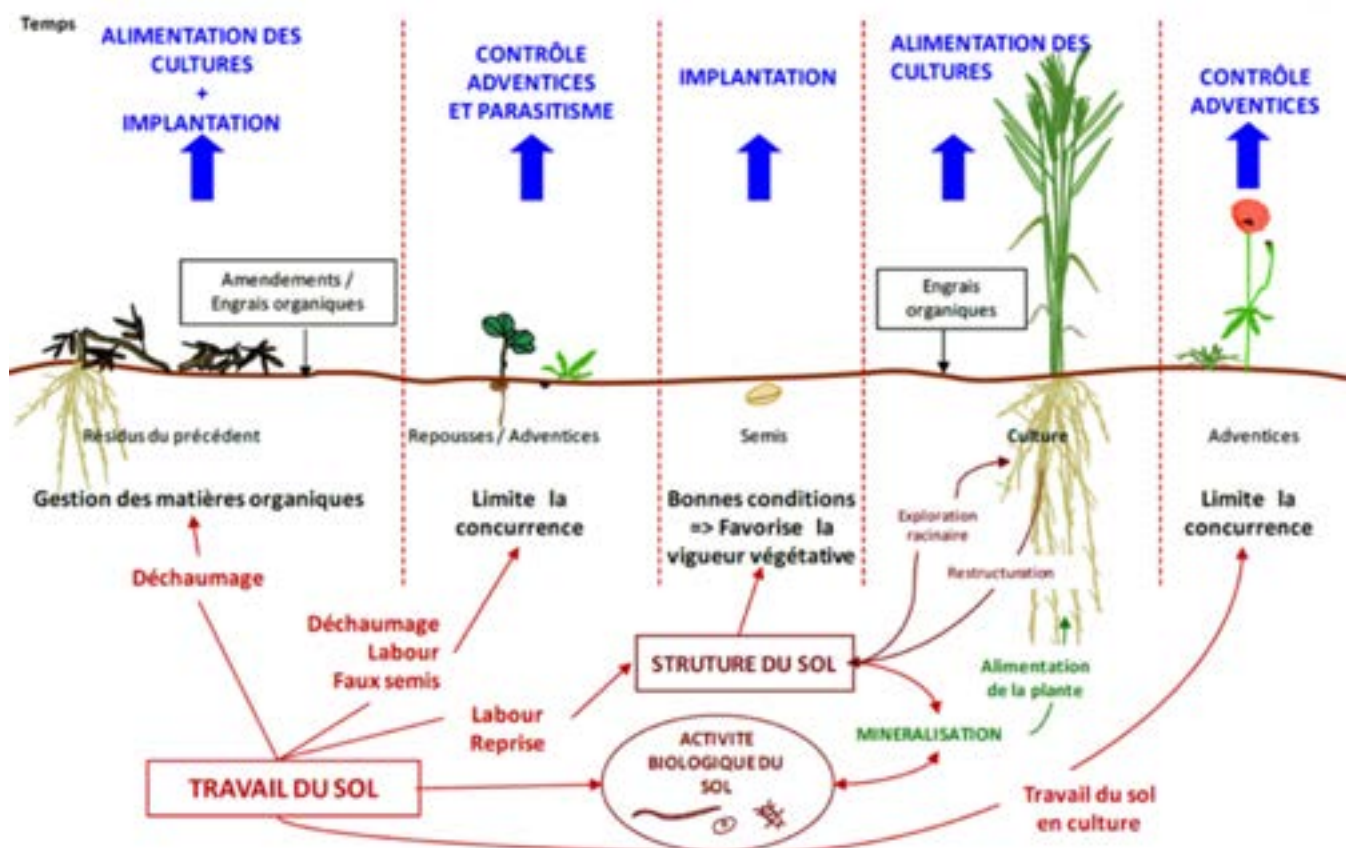 Temps
ALIMENTATION DES
CULTURES
+
IMPLANTATION
CONTRÔLE
ADVENTICES
ET PARASITISME
IMPLANTATION
ALIMENTATION DES
CULTURES
CONTRÔLE
ADVENTICES
Amendements /
Engrais organiques
Engrais
organiques
Résidus du précédent
Repousses / Adventices
Semis
Culture
Adventices
Gestion des matières organiques
Limite la
concurrence
Bonnes conditions
=> Favorise la
vigueur végétative
Exploration
racinaire
Restructuration
Limite la
concurrence
Déchaumage
Déchaumage
Labour
Faux semis
Labour
Reprise
STRUTURE DU SOL
Alimentation
de la plante
MINERALISATION
TRAVAIL DU SOL
ACTIVITE
BIOLOGIQUE DU
SOL
Travail du sol
en culture